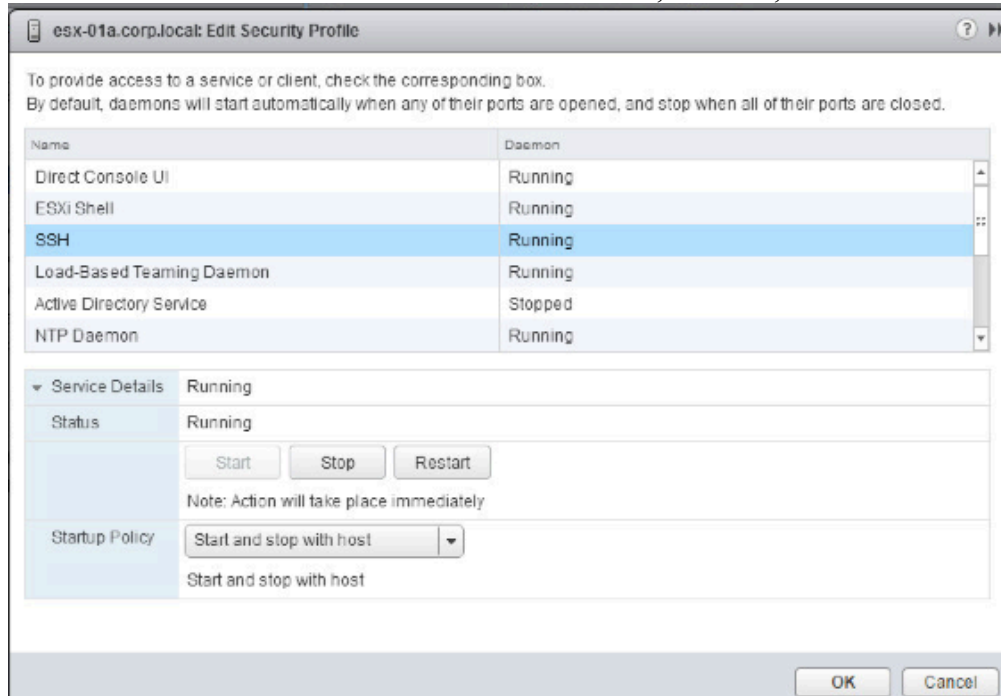 esx-01a.corp.local: Edit Security Profile
?
To provide access to a service or client, check the corresponding box.
By default, daemons will start automatically when any of their ports are opened, and stop when all of their ports are closed.
Name Daemon
Direct Console UI Running
ESXi Shell Running
SSH Running
Load-Based Teaming Daemon Running
Active Directory Service Stopped
NTP Daemon Running
Service Details Running
Status Running
Start Stop Restart
Note: Action will take place immediately
Startup Policy Start and stop with host
Start and stop with host
OK Cancel